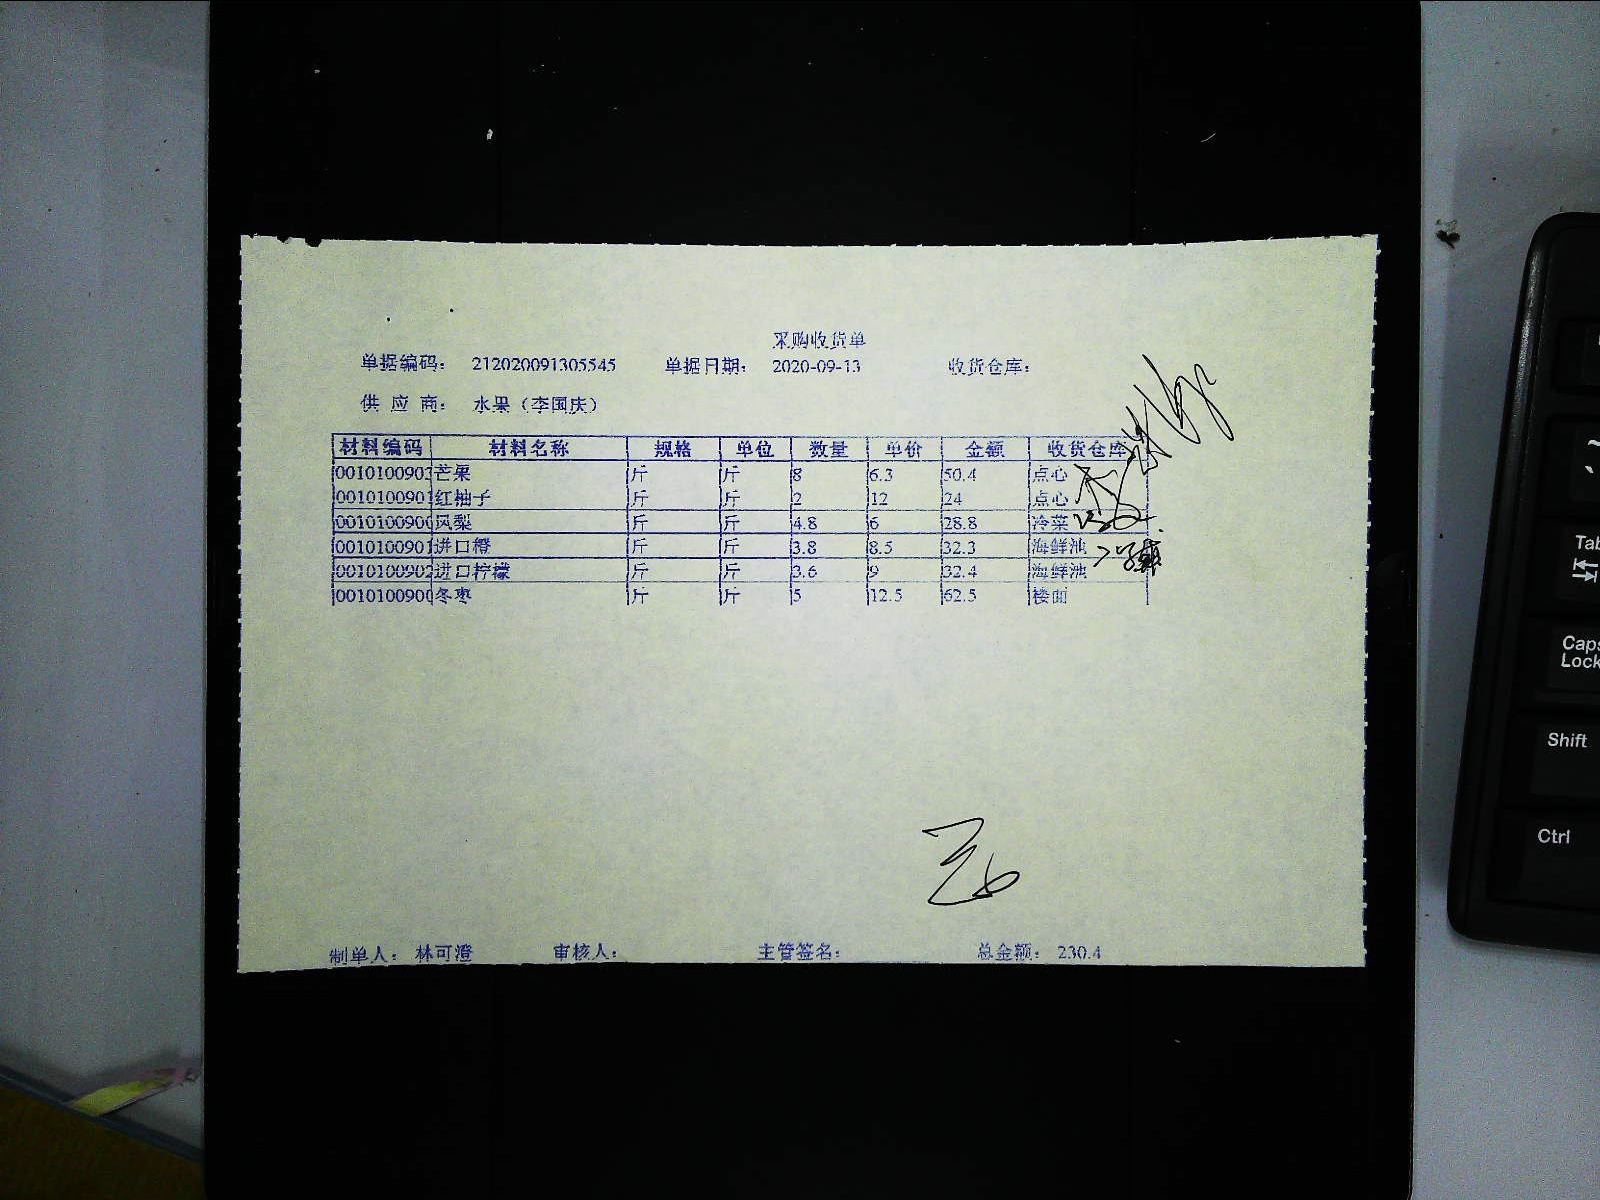 采购收货单
单据编码： 212020091305545 单据日期： 2020-09-13 收货仓库：
供 应 商： 水果（李国庆）
材料编码 材料名称 规格 单位 数量 单价 金额 收货仓库
0010100903 芒果 斤 斤 8 6.3 50.4 点心
0010100901 红柚子 斤 斤 2 12 24 点心
0010100900 凤梨 斤 斤 4.8 6 28.8 冷菜
0010100901 进口橙 斤 斤 3.8 8.5 32.3 海鲜池
0010100902 进口柠檬 斤 斤 3.6 9 32.4 海鲜池
0010100900 冬枣 斤 斤 5 12.5 62.5 楼面
制单人： 林可澄 审核人： 主管签名： 总金额： 230.4
Tab
Caps
Lock
Shift
Ctrl